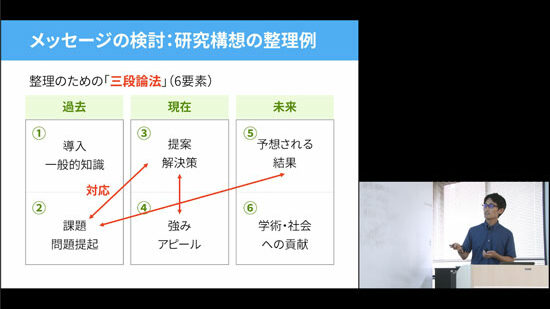 メッセージの検討：研究構想の整理例
整理のための「三段論法」（6要素）
過去
現在
未来
①
導入
一般的知識
③
提案
解決策
⑤
予想される
結果
対応
②
課題
問題提起
④
強み
アピール
⑥
学術・社会
への貢献